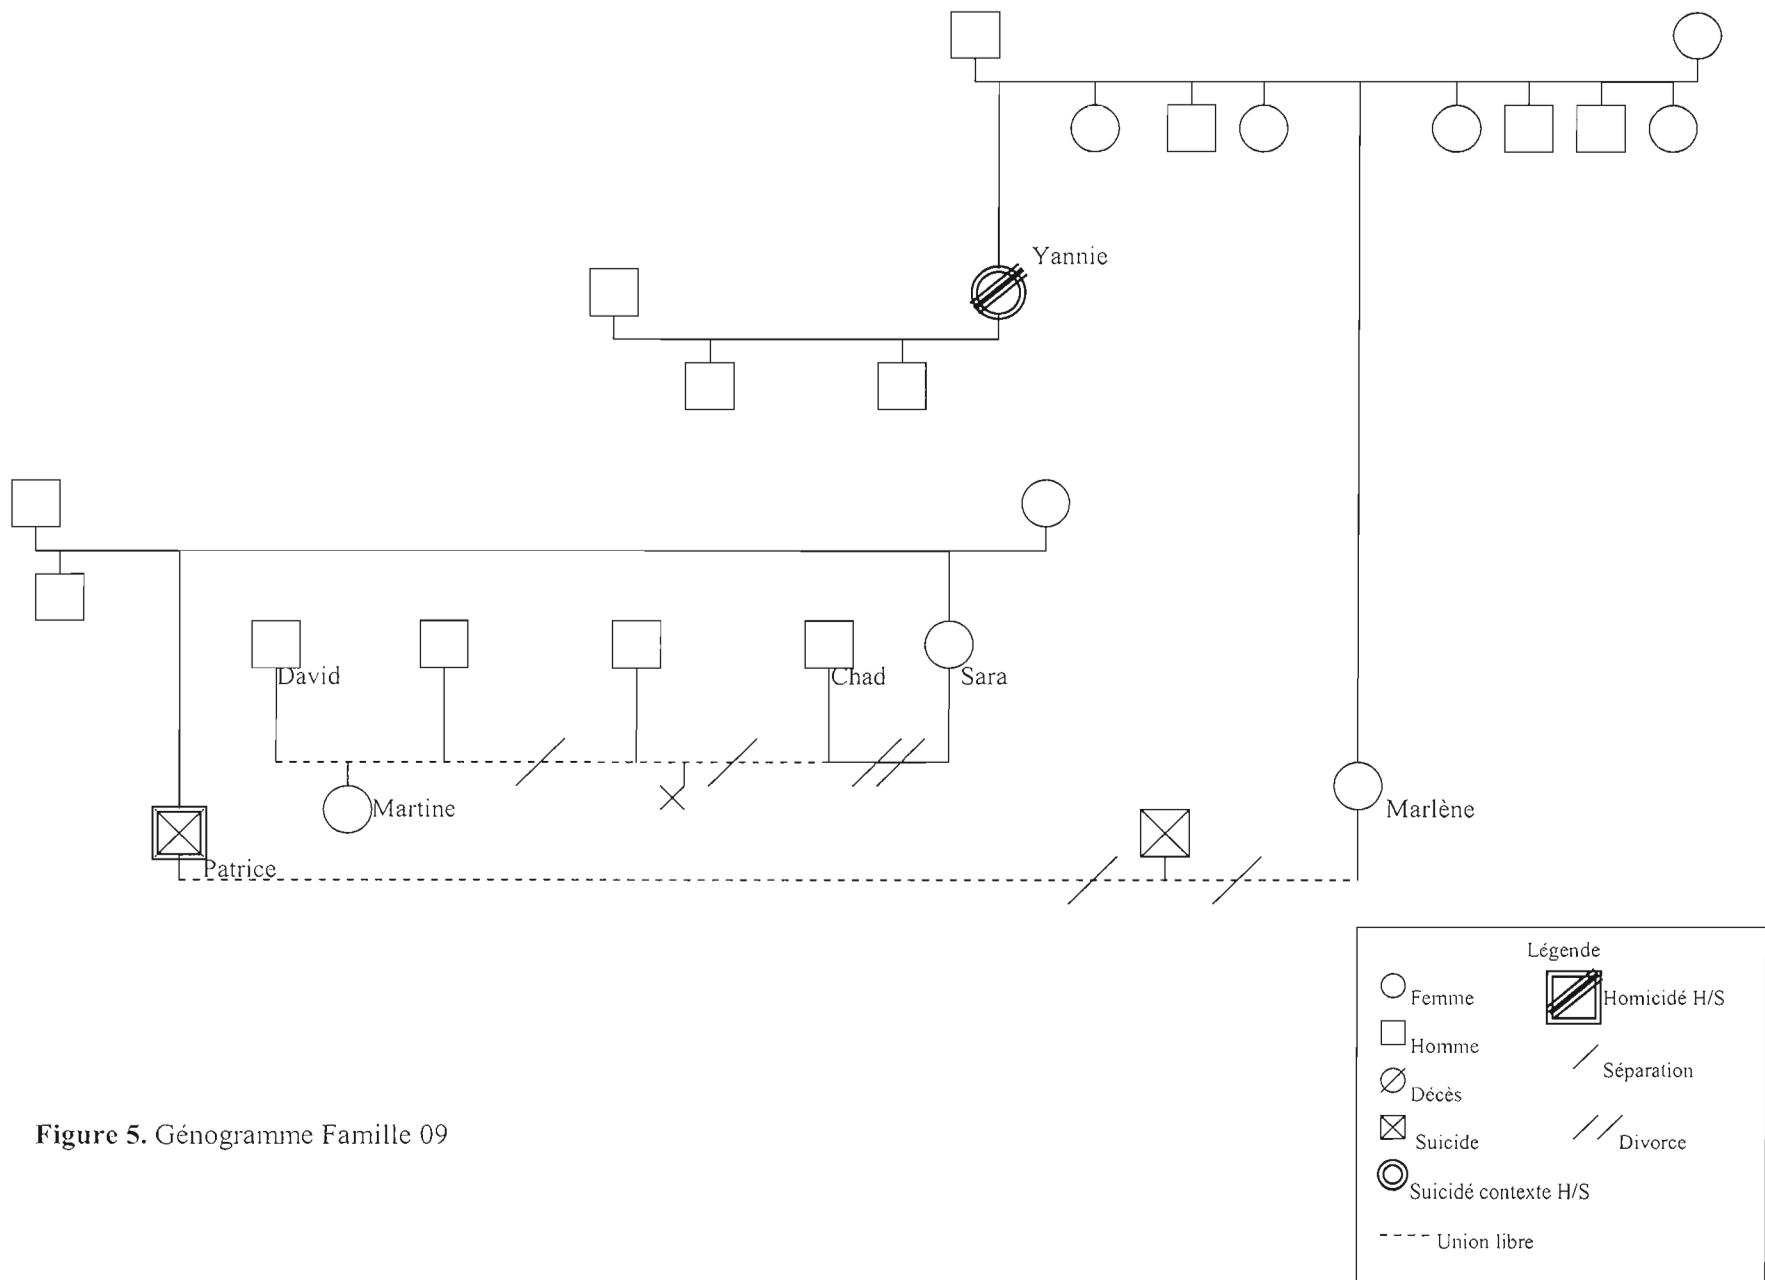 Yannie
David
Chad
Sara
Martine
Marlène
Patrice
Légende
Femme
Homicidé H/S
Homme
Séparation
Décès
Suicide
Divorce
Suicidé contexte H/S
Union libre
Figure 5. Génogramme Famille 09